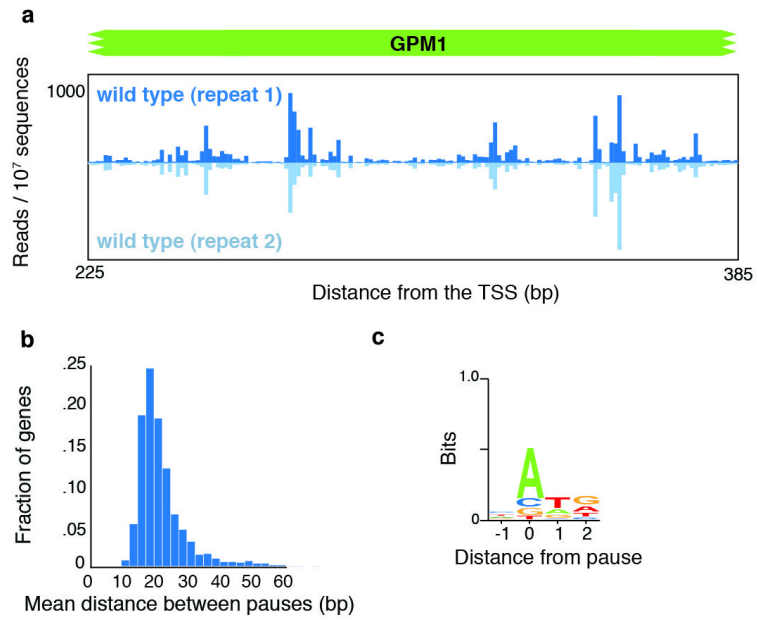 a
GPM1
1000
wild type (repeat 1)
Reads / 10⁷ sequences
wild type (repeat 2)
225
385
Distance from the TSS (bp)
b
.25
.20
.15
.10
.05
0
Fraction of genes
0 10 20 30 40 50 60
Mean distance between pauses (bp)
c
1.0
Bits
0
A
C
G
T
T
A
G
A
T
-1 0 1 2
Distance from pause